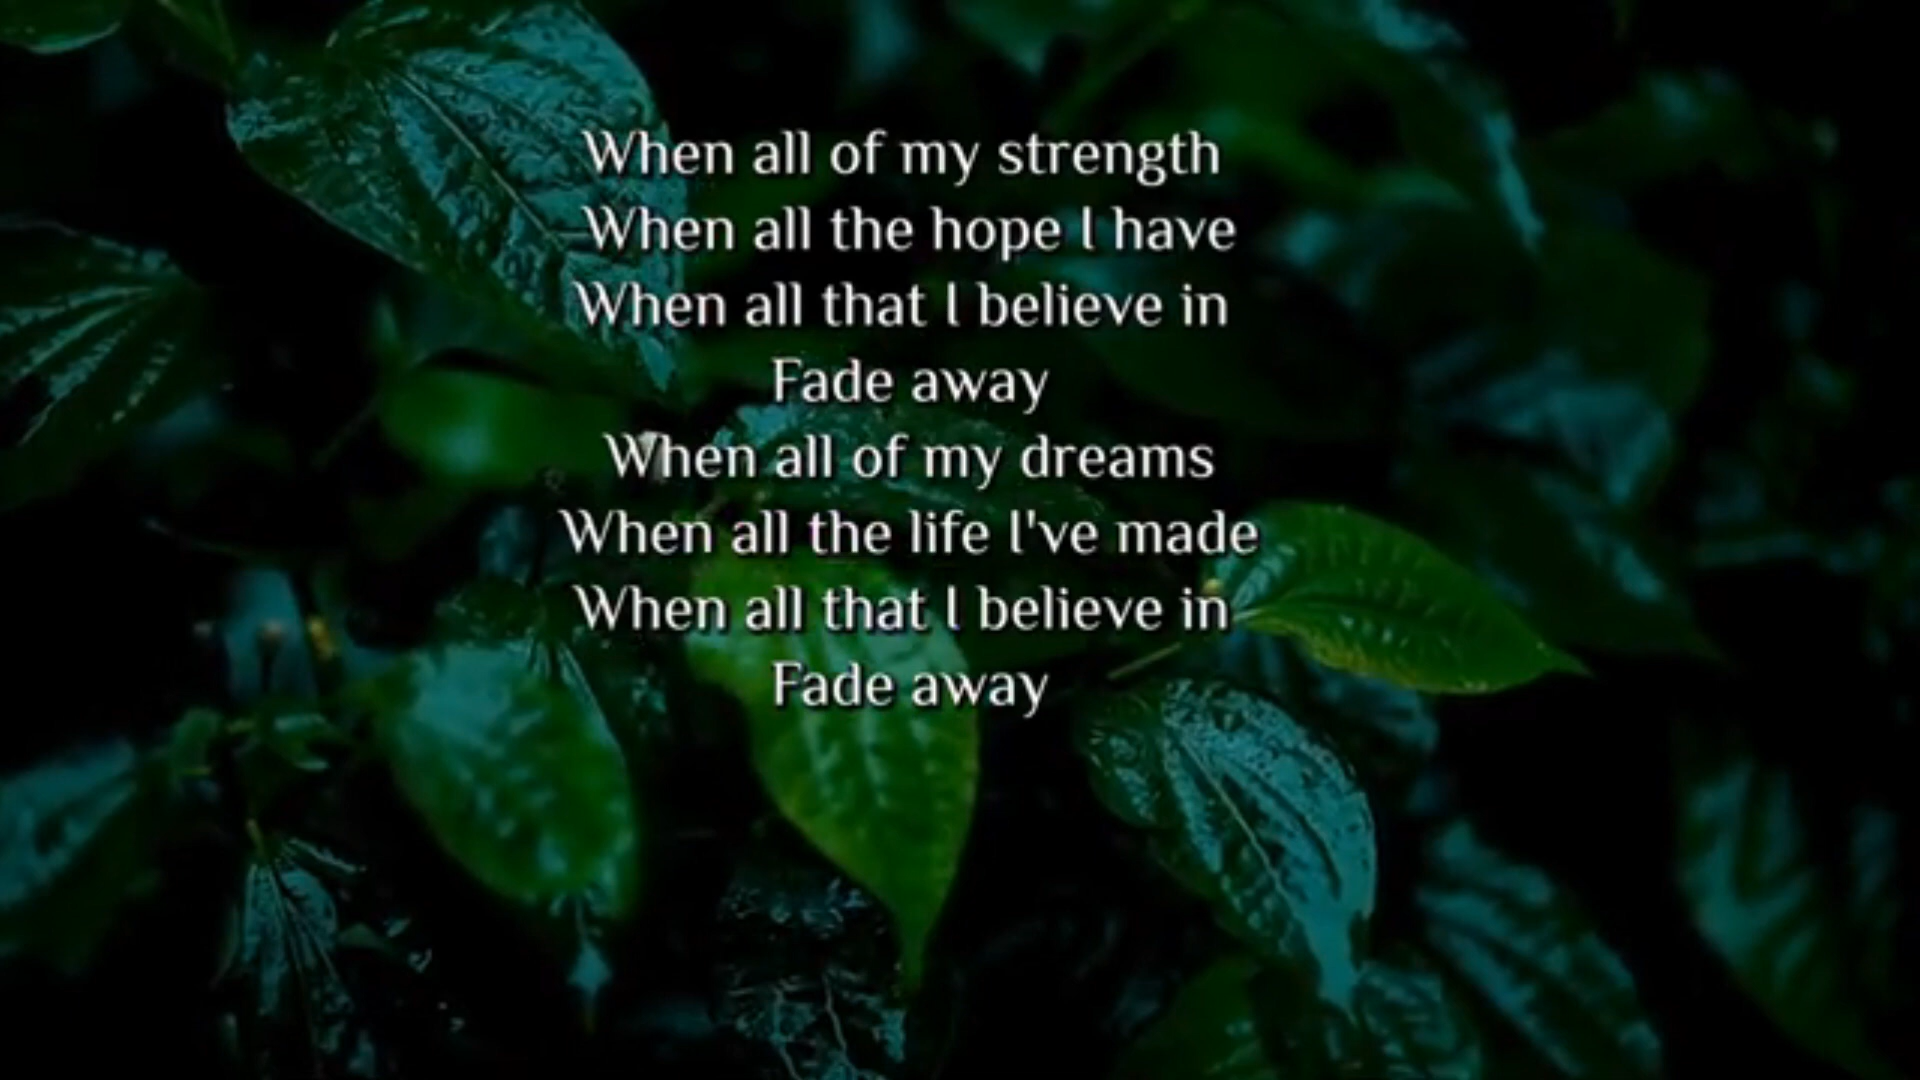 When all of my strength
When all the hope I have
When all that I believe in
Fade away
When all of my dreams
When all the life I've made
When all that I believe in
Fade away